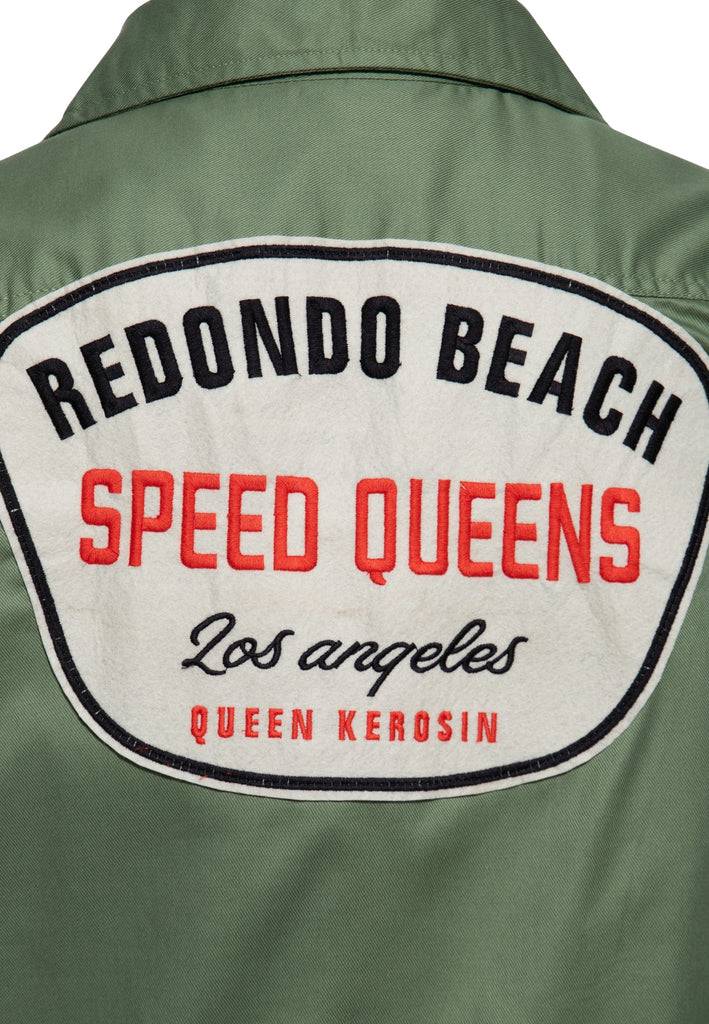 REDONDO BEACH
SPEED QUEENS
Los angeles
QUEEN KEROSIN